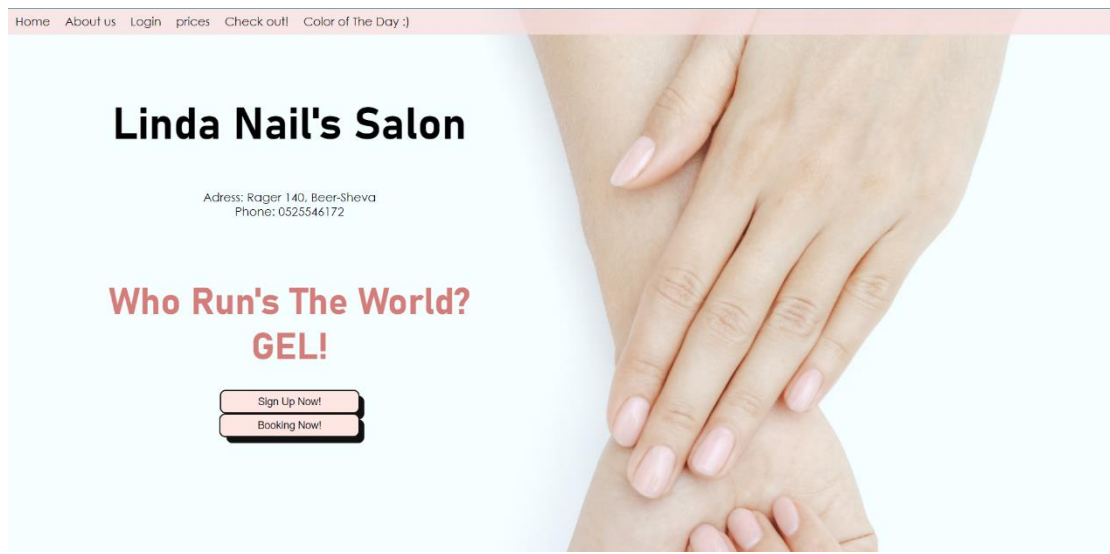 Home About us Login prices Check out! Color of The Day :)
Linda Nail's Salon
Adress: Rager 140, Beer-Sheva
Phone: 0525546172
Who Run's The World?
GEL!
Sign Up Now!
Booking Now!